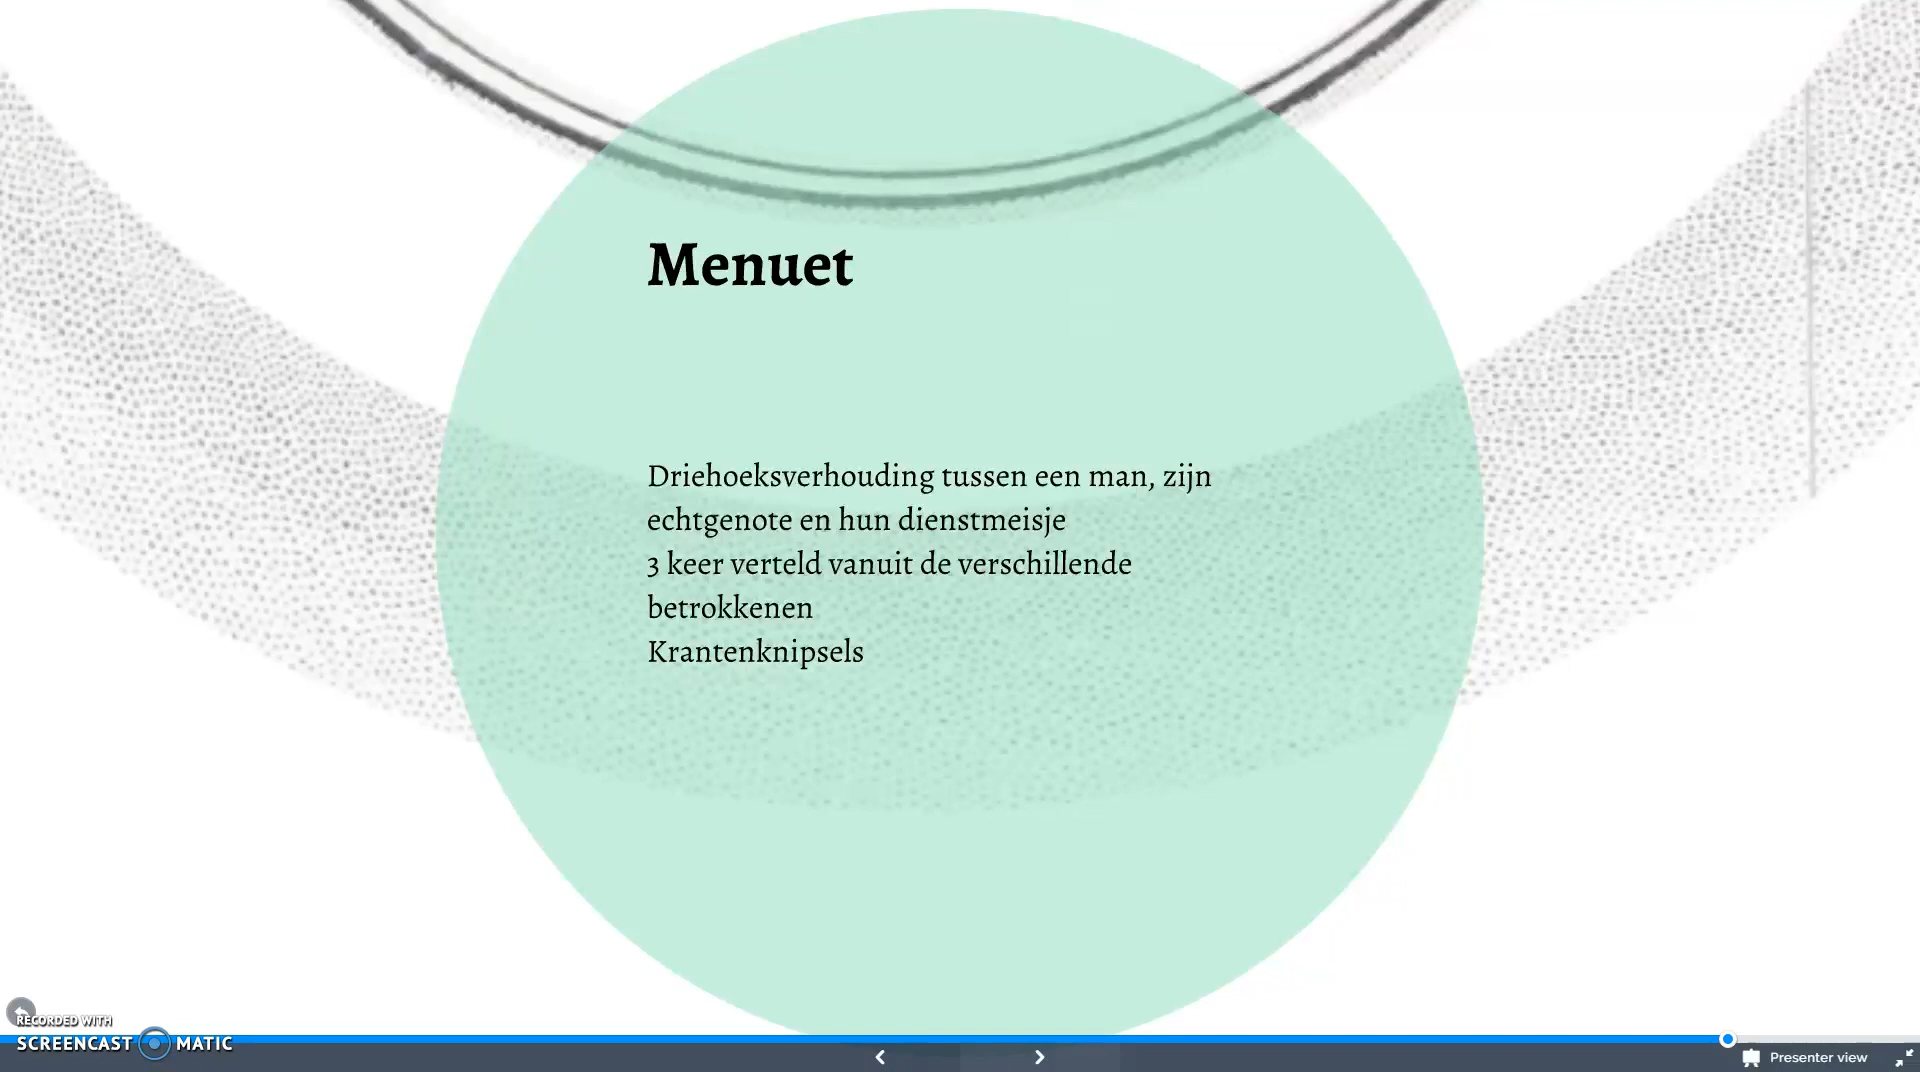 Menuet
Driehoeksverhouding tussen een man, zijn
echtgenote en hun dienstmeisje
3 keer verteld vanuit de verschillende
betrokkenen
Krantenknipsels
RECORDED WITH
SCREENCAST MATIC
Presenter view